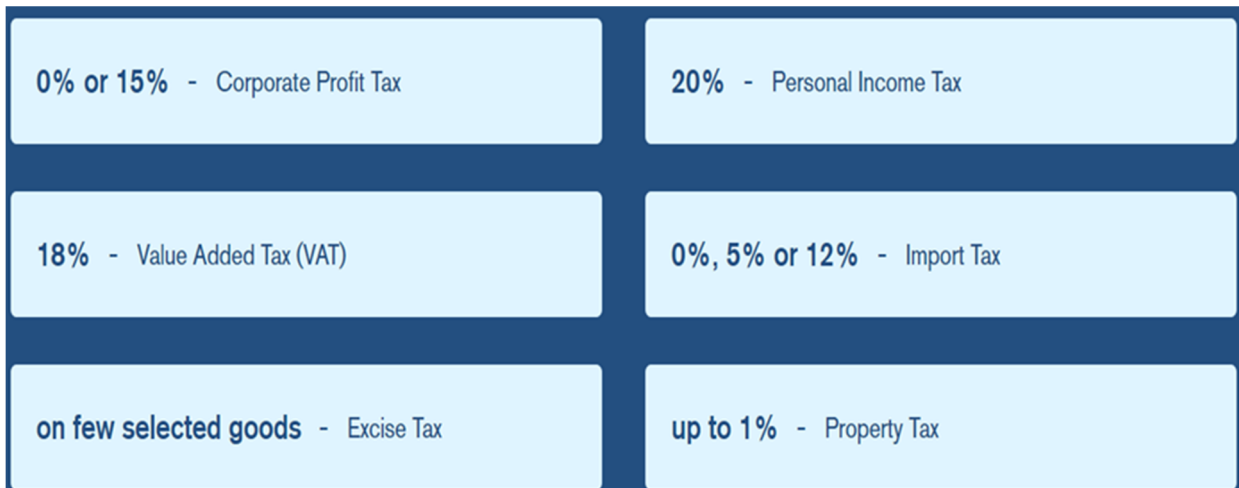 0% or 15% - Corporate Profit Tax
20% - Personal Income Tax
18% - Value Added Tax (VAT)
0%, 5% or 12% - Import Tax
on few selected goods - Excise Tax
up to 1% - Property Tax